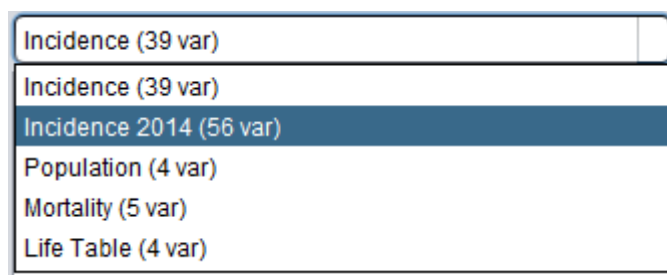 Incidence (39 var)
Incidence (39 var)
Incidence 2014 (56 var)
Population (4 var)
Mortality (5 var)
Life Table (4 var)